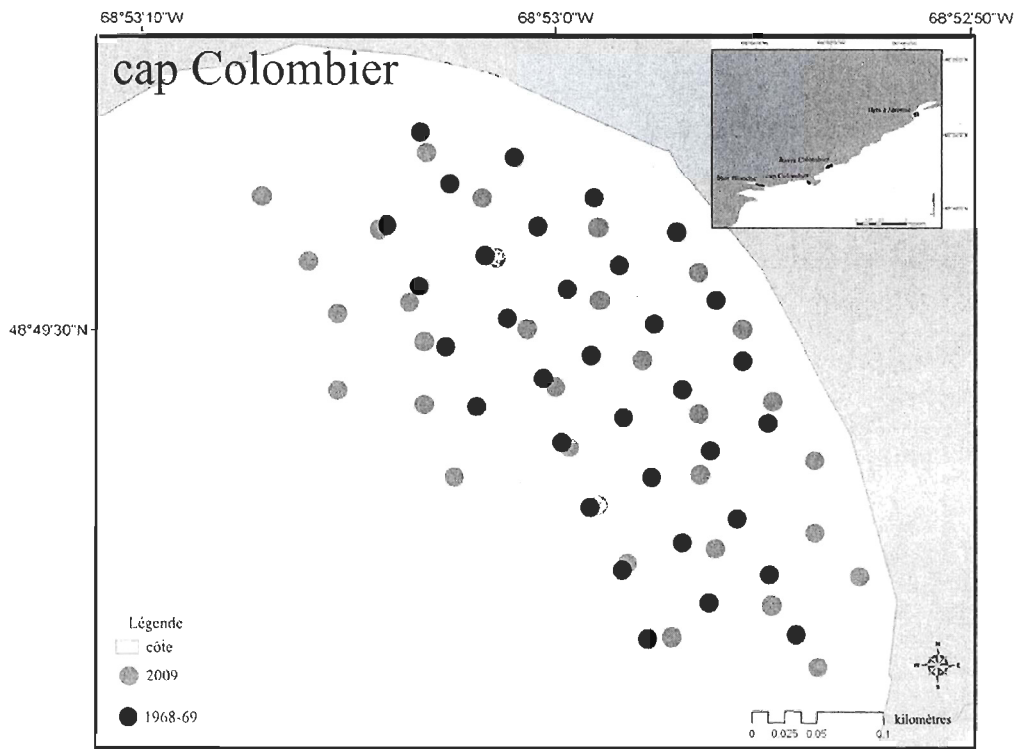 68°53'10"W 68°53'0"W 68°52'50"W
cap Colombier
48°49'30"N
Légende
côte
2009
1968-69
N
W E
S
kilomètres
0 0.025 0.05 0.1